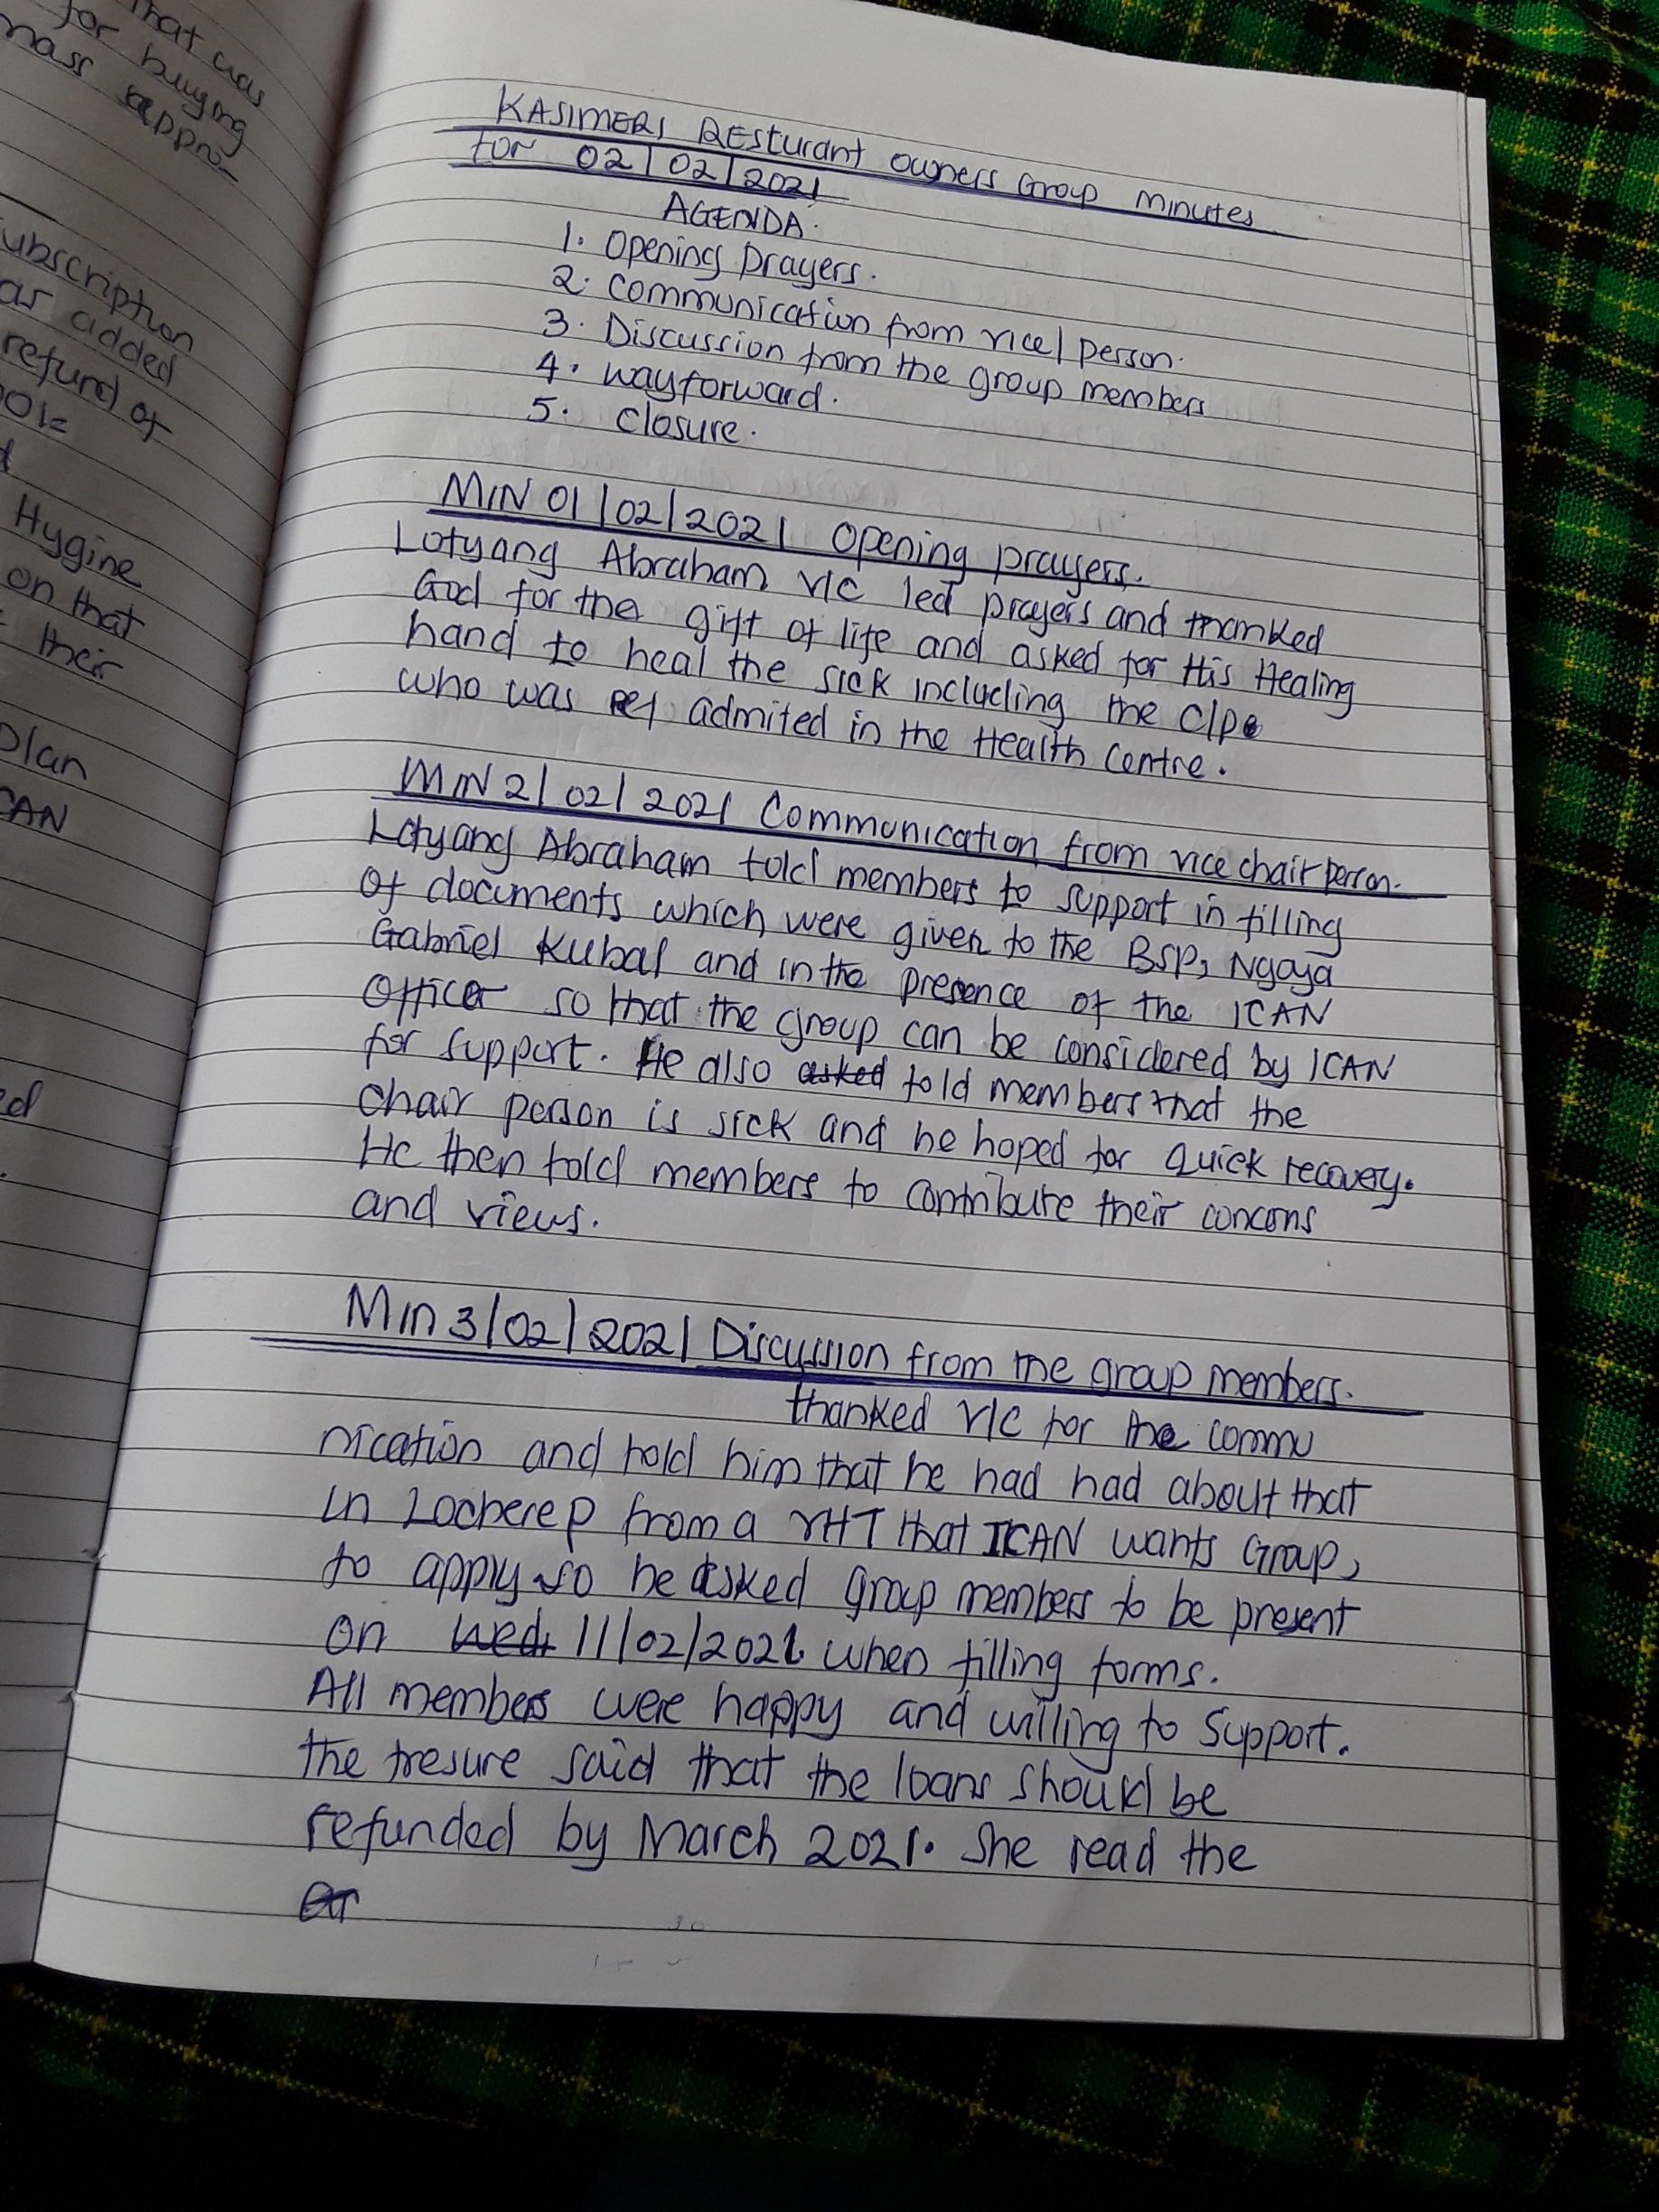 that was
for buying
mass appro-
ubscription
as added
refund of
Hygine
on that
their
plan
CAN
KASIMERI RESturant owners Group minutes
for 02/02/2021
AGENDA.
1. Opening Prayers.
2. Communication from vice/person.
3. Discussion from the group members
4. wayforward.
5. Closure.
MIN 01/02/2021 Opening prayers.
Lotyang Abraham v/c led prayers and thanked
God for the gift of life and asked for His Healing
hand to heal the sick including the c/p
who was admited in the Health Centre.
MIN 2/02/2021 Communication from vice chair person.
Lotyang Abraham told members to support in filling
Of documents which were given to the BSP, Ngoya
Gabriel Kubal and in the presence of the ICAN
Officer so that the group can be considered by ICAN
for support. He also asked told members that the
Chair person is sick and he hoped for quick recovery.
He then told members to contribute their concons
and views.
Min 3/02/2021 Discussion from the group members.
thanked v/c for the commu
nication and told him that he had had about that
in Locherep from a VHT that ICAN wants Group,
to apply so he asked group members to be present
on Wed, 11/02/2021 when filling forms.
All members were happy and willing to support.
the tresure said that the loans should be
refunded by March 2021. She read the